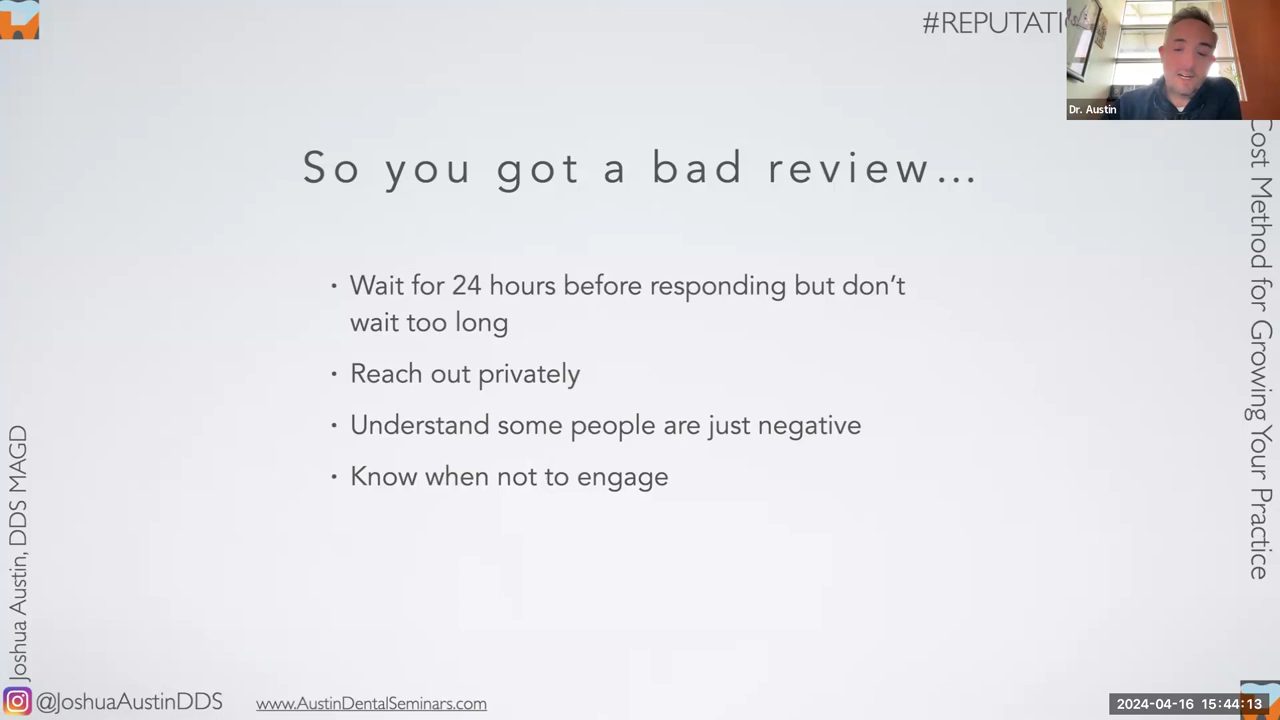 #REPUTATI
Dr. Austin
So you got a bad review...
• Wait for 24 hours before responding but don’t
wait too long
• Reach out privately
• Understand some people are just negative
• Know when not to engage
Cost Method for Growing Your Practice
Joshua Austin, DDS MAGD
@JoshuaAustinDDS
www.AustinDentalSeminars.com
2024-04-16 15:44:13